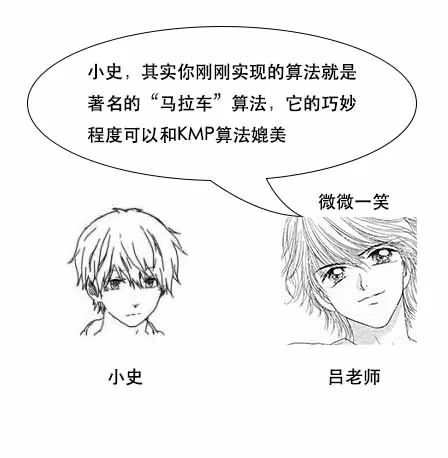 小史，其实你刚刚实现的算法就是
著名的“马拉车”算法，它的巧妙
程度可以和KMP算法媲美
微微一笑
小史
吕老师